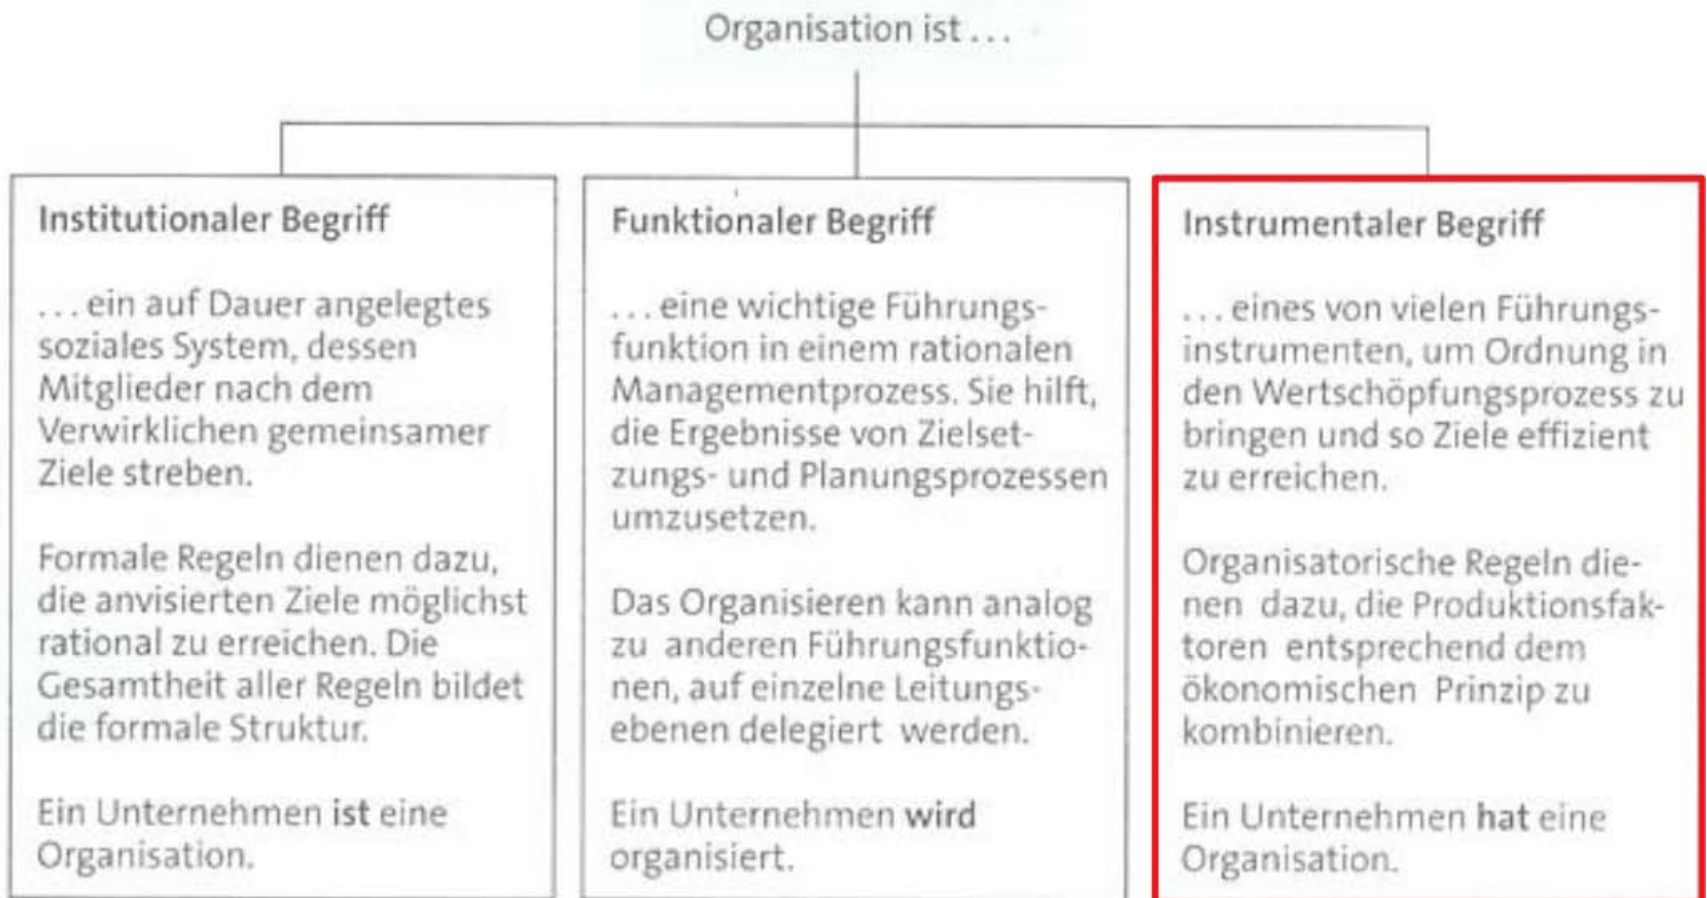 Organisation ist ...
Institutionaler Begriff
... ein auf Dauer angelegtes
soziales System, dessen
Mitglieder nach dem
Verwirklichen gemeinsamer
Ziele streben.
Formale Regeln dienen dazu,
die anvisierten Ziele möglichst
rational zu erreichen. Die
Gesamtheit aller Regeln bildet
die formale Struktur.
Ein Unternehmen ist eine
Organisation.
Funktionaler Begriff
... eine wichtige Führungs-
funktion in einem rationalen
Managementprozess. Sie hilft,
die Ergebnisse von Zielset-
zungs- und Planungsprozessen
umzusetzen.
Das Organisieren kann analog
zu anderen Führungsfunktio-
nen, auf einzelne Leitungs-
ebenen delegiert werden.
Ein Unternehmen wird
organisiert.
Instrumentaler Begriff
... eines von vielen Führungs-
instrumenten, um Ordnung in
den Wertschöpfungsprozess zu
bringen und so Ziele effizient
zu erreichen.
Organisatorische Regeln die-
nen dazu, die Produktionsfak-
toren entsprechend dem
ökonomischen Prinzip zu
kombinieren.
Ein Unternehmen hat eine
Organisation.